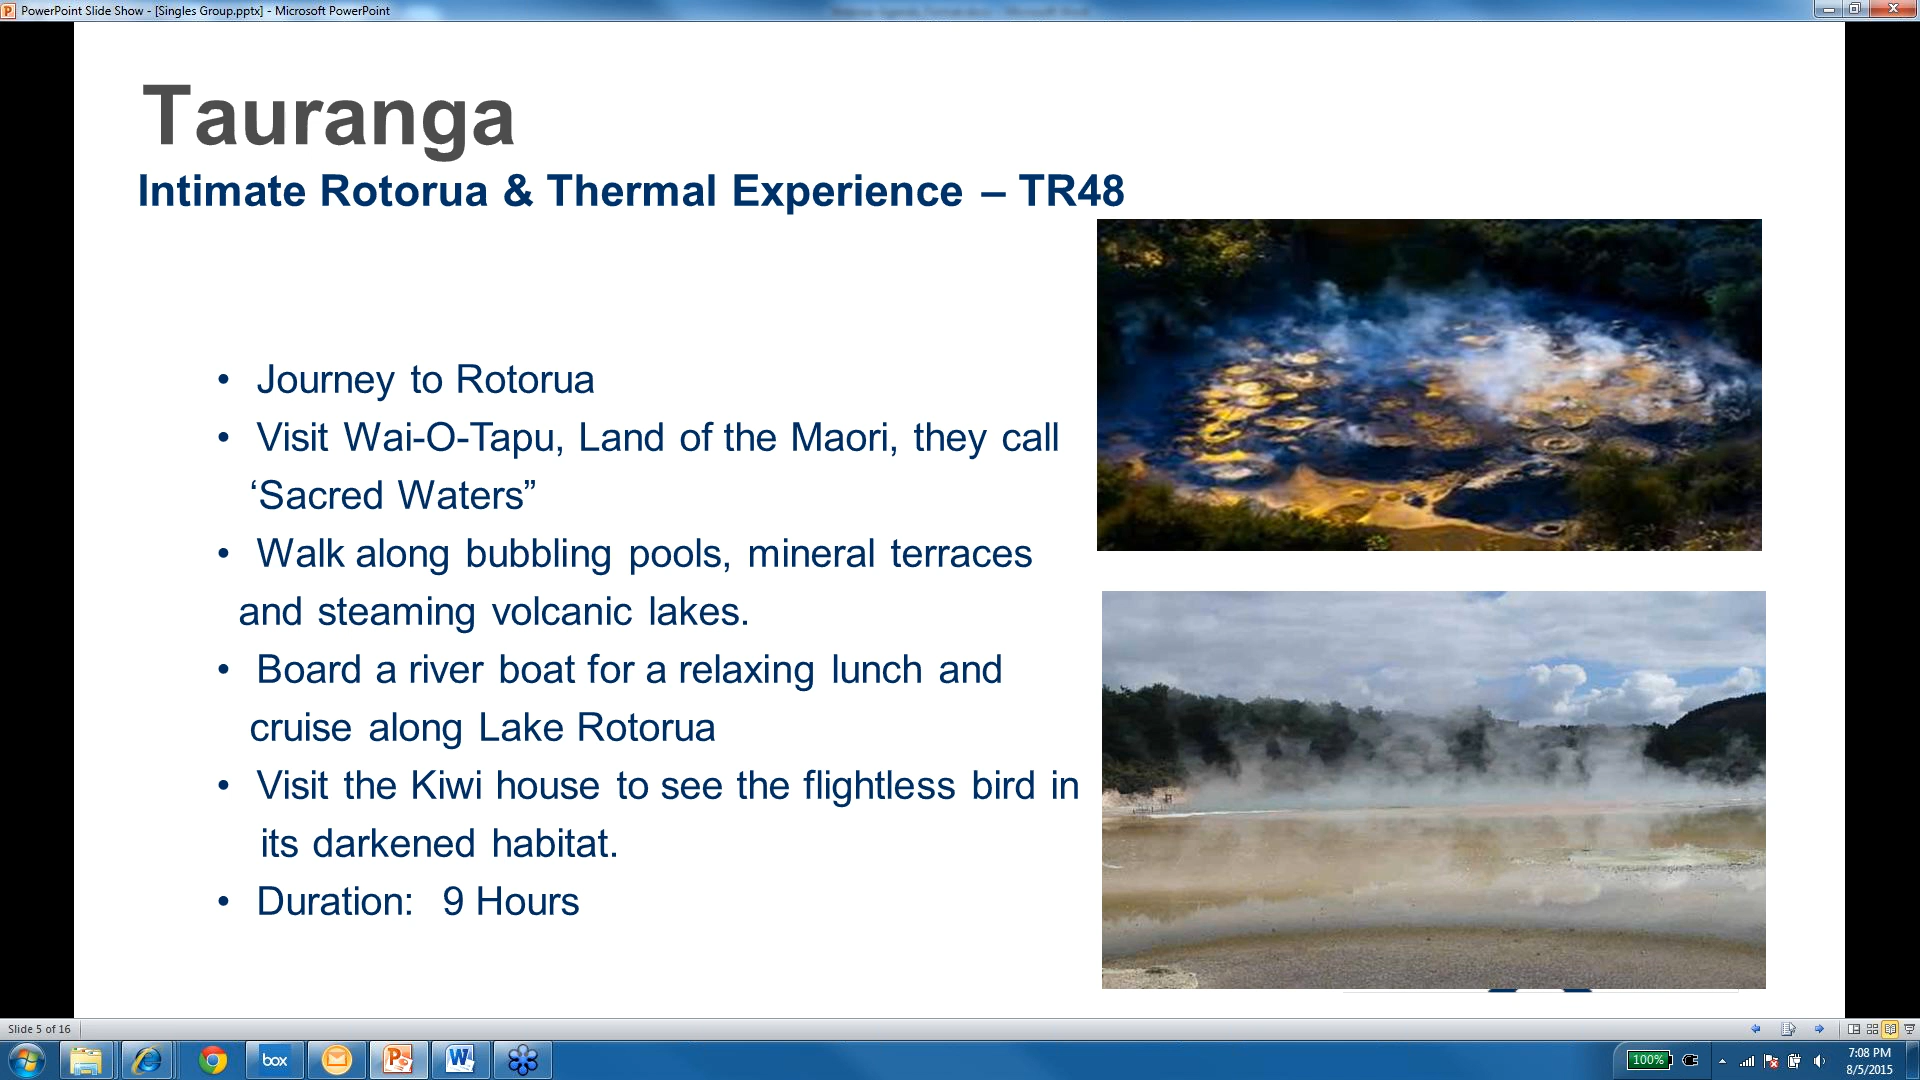 PowerPoint Slide Show - [Singles Group.pptx] - Microsoft PowerPoint
Tauranga
Intimate Rotorua & Thermal Experience – TR48
• Journey to Rotorua
• Visit Wai-O-Tapu, Land of the Maori, they call
‘Sacred Waters”
• Walk along bubbling pools, mineral terraces
and steaming volcanic lakes.
• Board a river boat for a relaxing lunch and
cruise along Lake Rotorua
• Visit the Kiwi house to see the flightless bird in
its darkened habitat.
• Duration: 9 Hours
Slide 5 of 16
box
100%
7:08 PM
8/5/2015